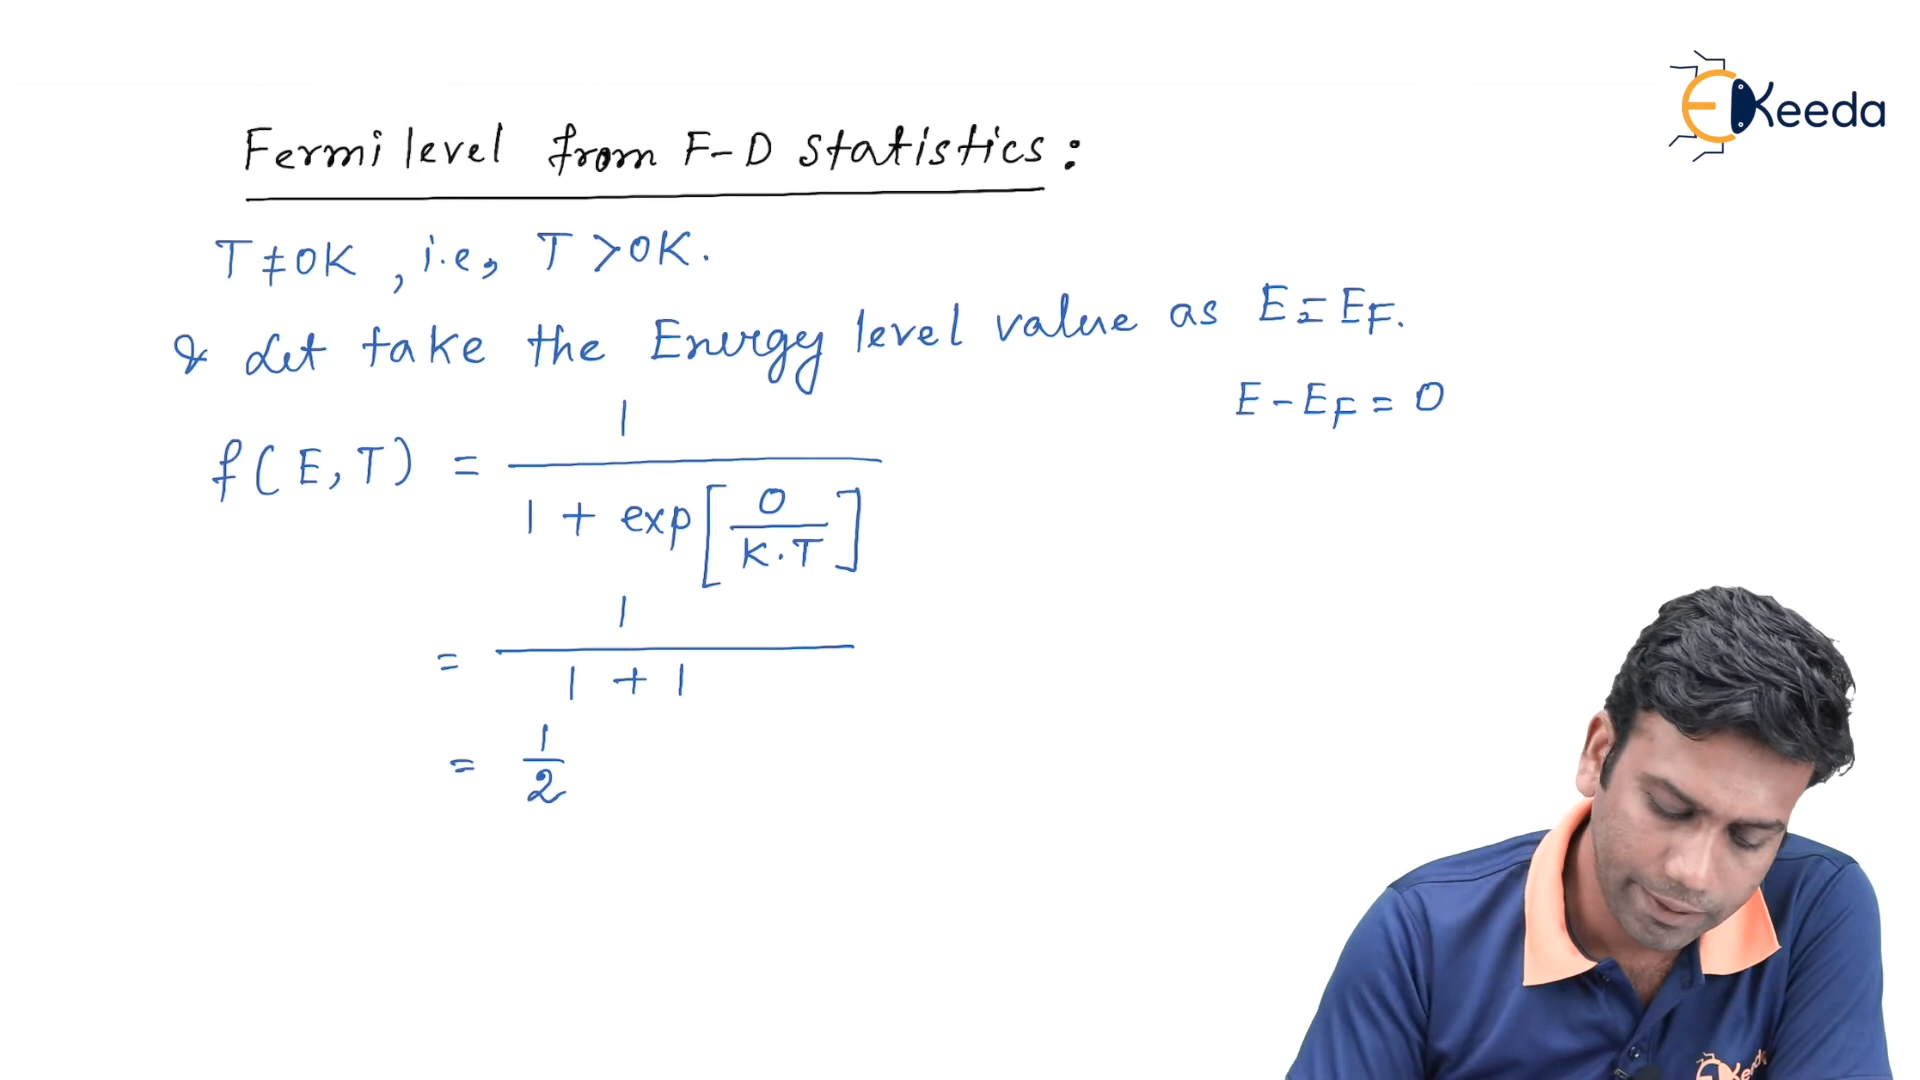 EKeeda
Fermi level from F-D statistics:
T ≠ 0K, i.e, T > 0K.
& Let take the Energy level value as E = EF.
E - EF = 0
f(E, T) = 1 / (1 + exp[0 / K.T])
= 1 / (1 + 1)
= 1/2
EKeeda